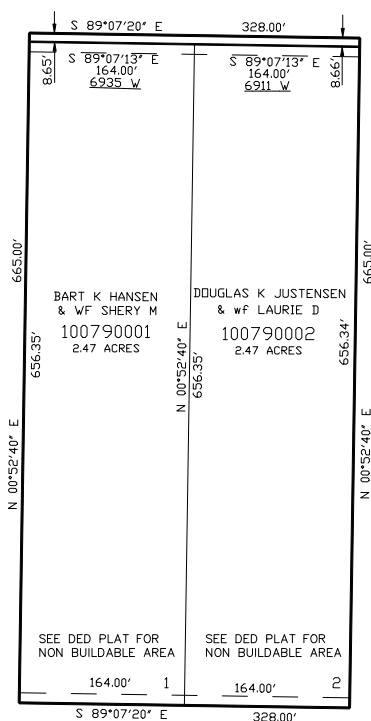 S 89°07'20" E 328.00'
8.65' S 89°07'13" E S 89°07'13" E 8.66'
164.00' 164.00'
6935 W 6911 W
665.00' 665.00'
BART K HANSEN
& WF SHERY M
100790001
2.47 ACRES
DOUGLAS K JUSTENSEN
& wf LAURIE D
100790002
2.47 ACRES
656.35'
N 00°52'40" E
656.35'
656.34'
N 00°52'40" E
N 00°52'40" E
SEE DED PLAT FOR
NON BUILDABLE AREA
SEE DED PLAT FOR
NON BUILDABLE AREA
164.00' 1
164.00' 2
S 89°07'20" E 328.00'